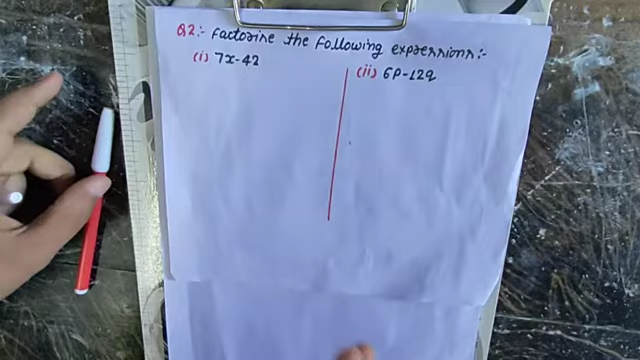 Q2:- Factorise the following expressions:-
(i) 7x-42
(ii) 6P-12q